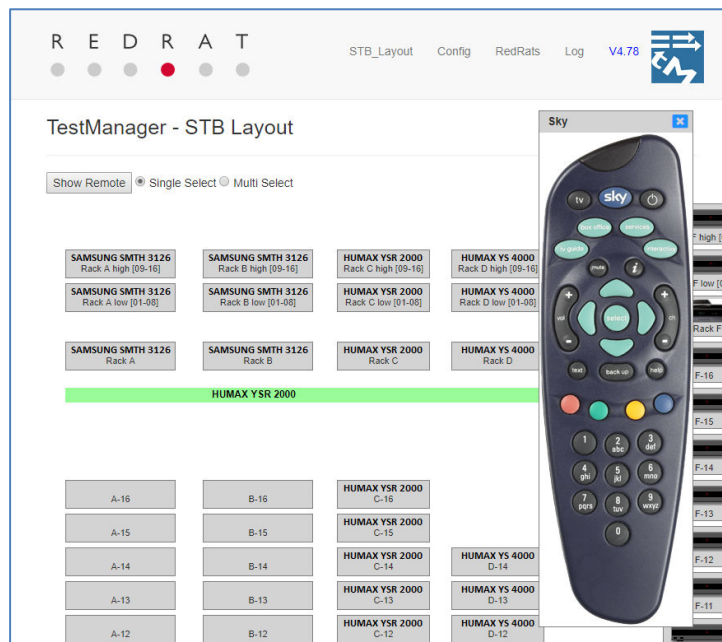 R E D R A T
STB_Layout Config RedRats Log V4.78
TestManager - STB Layout
Show Remote Single Select Multi Select
SAMSUNG SMTH 3126
Rack A high [09-16]
SAMSUNG SMTH 3126
Rack B high [09-16]
HUMAX YSR 2000
Rack C high [09-16]
HUMAX YS 4000
Rack D high [09-16]
SAMSUNG SMTH 3126
Rack A low [01-08]
SAMSUNG SMTH 3126
Rack B low [01-08]
HUMAX YSR 2000
Rack C low [01-08]
HUMAX YS 4000
Rack D low [01-08]
SAMSUNG SMTH 3126
Rack A
SAMSUNG SMTH 3126
Rack B
HUMAX YSR 2000
Rack C
HUMAX YS 4000
Rack D
HUMAX YSR 2000
A-16
B-16
HUMAX YSR 2000
C-16
A-15
B-15
HUMAX YSR 2000
C-15
A-14
B-14
HUMAX YSR 2000
C-14
HUMAX YS 4000
D-14
A-13
B-13
HUMAX YSR 2000
C-13
HUMAX YS 4000
D-13
A-12
B-12
HUMAX YSR 2000
C-12
HUMAX YS 4000
D-12
Sky
tv sky
box office services
tv guide interactive
mute i
+ +
vol select ch
- -
text back up help
1 2 abc 3 def
4 ghi 5 jkl 6 mno
7 pqrs 8 tuv 9 wxyz
0
F high
F low
Rack F
F-16
F-15
F-14
F-13
F-12
F-11